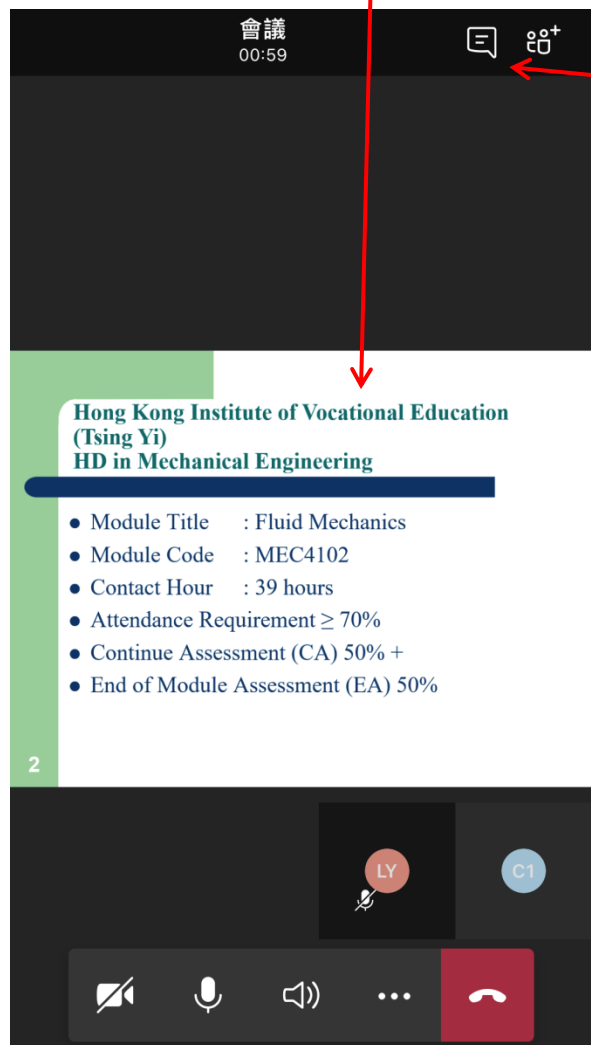 會議
00:59
Hong Kong Institute of Vocational Education
(Tsing Yi)
HD in Mechanical Engineering
● Module Title : Fluid Mechanics
● Module Code : MEC4102
● Contact Hour : 39 hours
● Attendance Requirement ≥ 70%
● Continue Assessment (CA) 50% +
● End of Module Assessment (EA) 50%
2
LY
C1